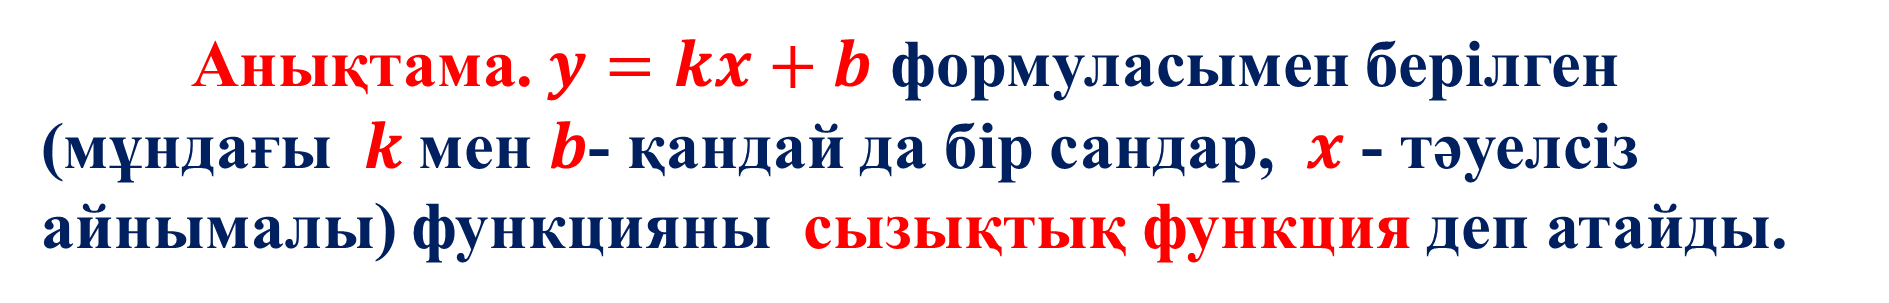 Анықтама. y = kx + b формуласымен берілген
(мұндағы k мен b- қандай да бір сандар, x - тәуелсіз
айнымалы) функцияны сызықтық функция деп атайды.